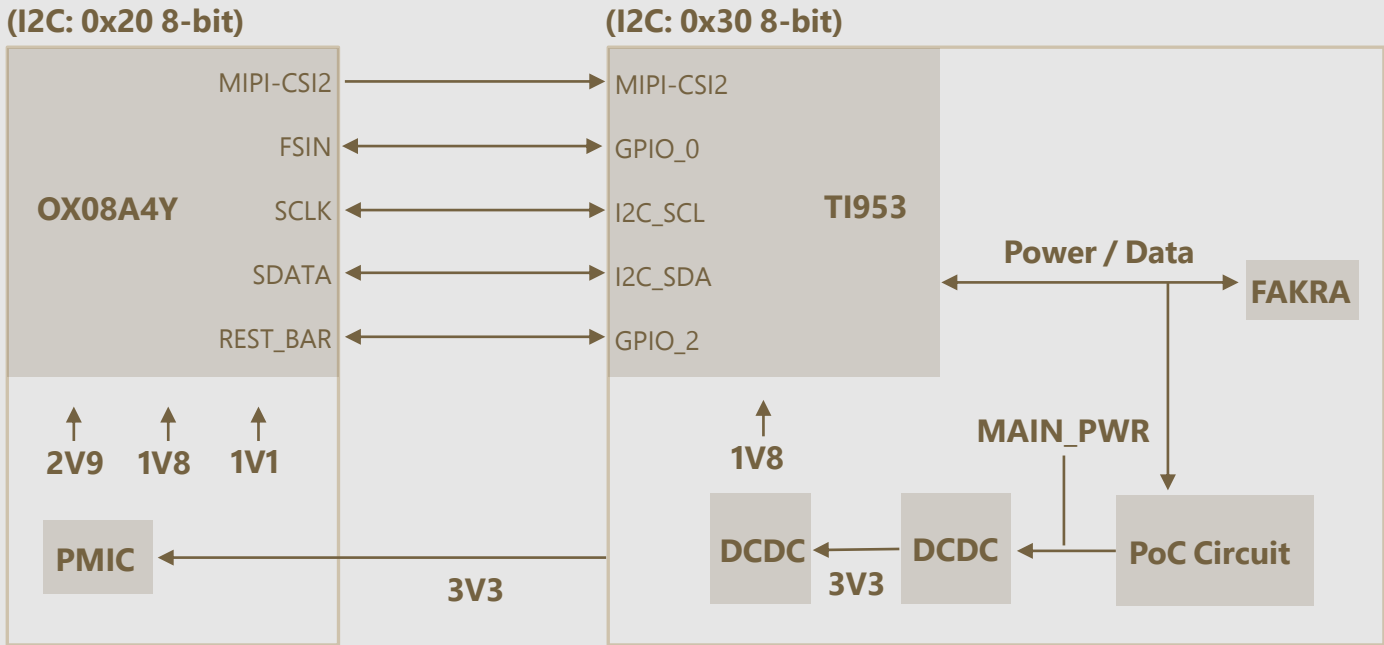 (I2C: 0x20 8-bit)
(I2C: 0x30 8-bit)
MIPI-CSI2
MIPI-CSI2
FSIN
GPIO_0
OX08A4Y
SCLK
I2C_SCL
TI953
SDATA
I2C_SDA
REST_BAR
GPIO_2
Power / Data
FAKRA
2V9
1V8
1V1
1V8
MAIN_PWR
PMIC
3V3
DCDC
3V3
DCDC
PoC Circuit